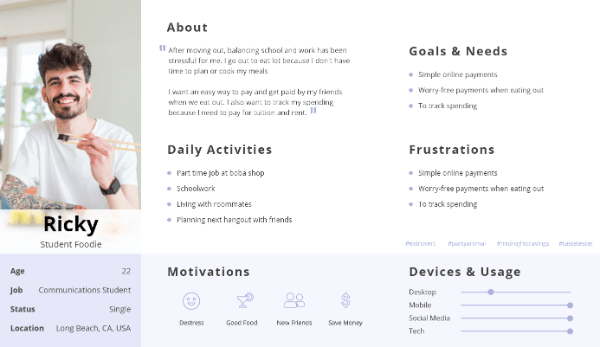 Ricky
Student Foodie
Age 22
Job Communications Student
Status Single
Location Long Beach, CA, USA
About
" After moving out, balancing school and work has been
stressful for me. I go out to eat lot because I don't have
time to plan or cook my meals
I want an easy way to pay and get paid by my friends
when we eat out. I also want to track my spending
because I need to pay for tuition and rent. "
Daily Activities
Part time job at boba shop
Schoolwork
Living with roommates
Planning next hangout with friends
Goals & Needs
Simple online payments
Worry-free payments when eating out
To track spending
Frustrations
Simple online payments
Worry-free payments when eating out
To track spending
#extrovert #partyanimal #midnightcravings
Motivations
Destress Good Food New Friends Save Money
Devices & Usage
Desktop
Mobile
Social Media
Tech